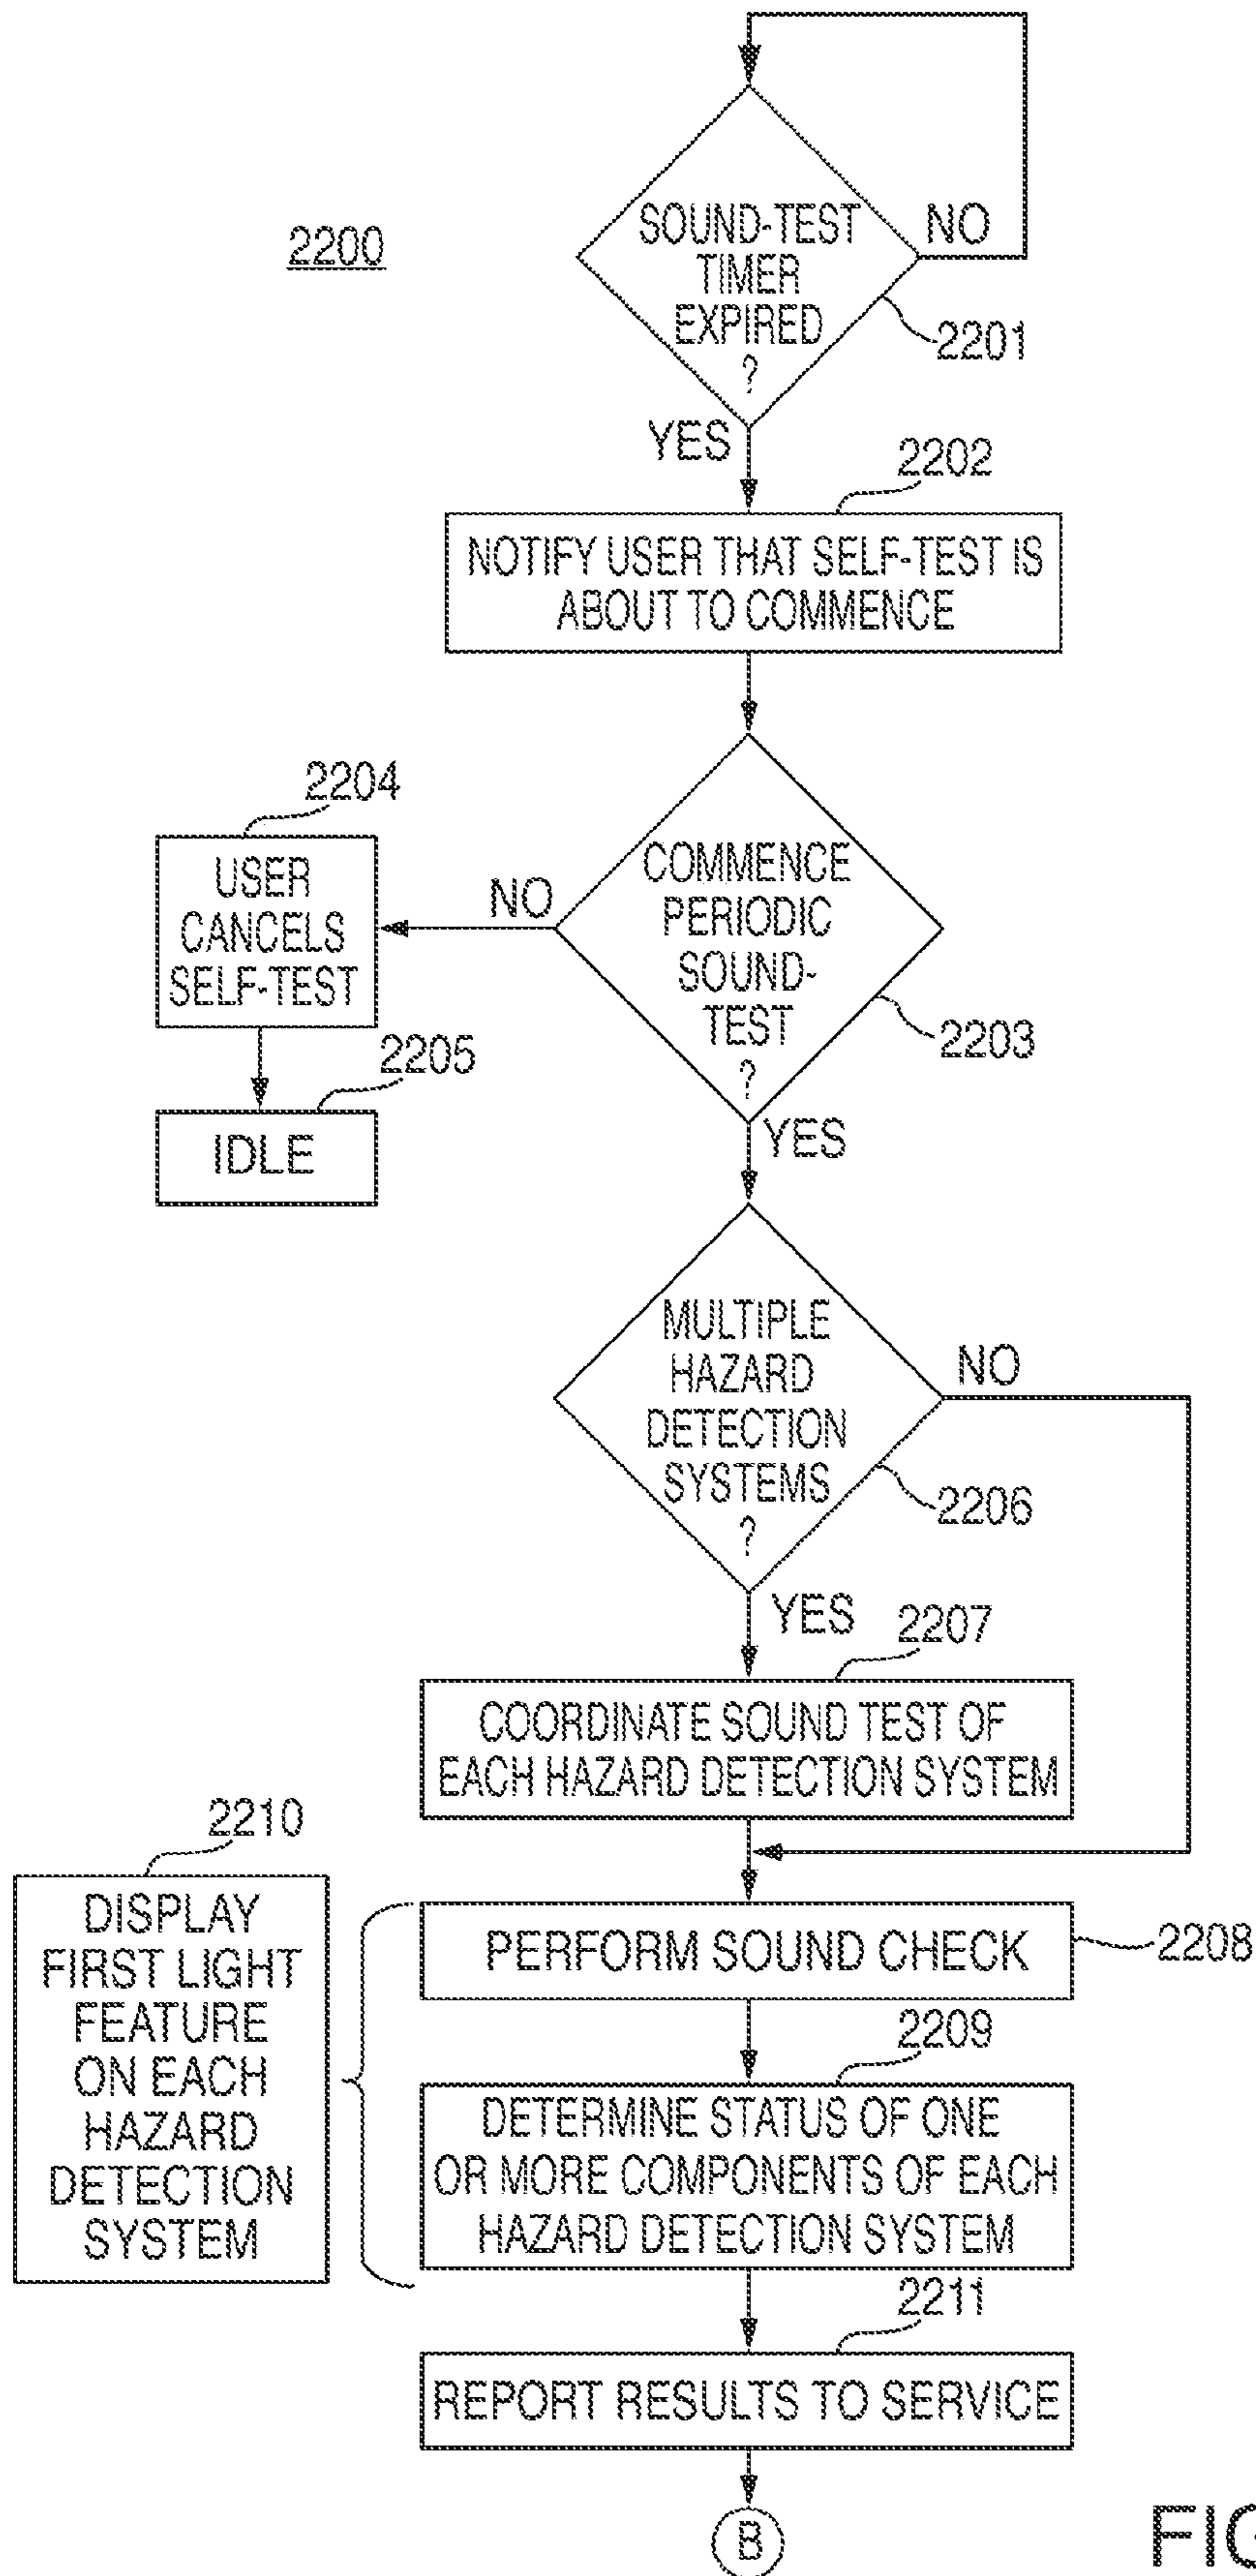 2200
SOUND-TEST
TIMER
EXPIRED
?
NO
2201
YES
2202
NOTIFY USER THAT SELF-TEST IS
ABOUT TO COMMENCE
2204
USER
CANCELS
SELF-TEST
NO
COMMENCE
PERIODIC
SOUND-
TEST
?
2203
2205
IDLE
YES
MULTIPLE
HAZARD
DETECTION
SYSTEMS
?
NO
2206
YES
2207
COORDINATE SOUND TEST OF
EACH HAZARD DETECTION SYSTEM
2210
DISPLAY
FIRST LIGHT
FEATURE
ON EACH
HAZARD
DETECTION
SYSTEM
PERFORM SOUND CHECK
2208
2209
DETERMINE STATUS OF ONE
OR MORE COMPONENTS OF EACH
HAZARD DETECTION SYSTEM
2211
REPORT RESULTS TO SERVICE
B